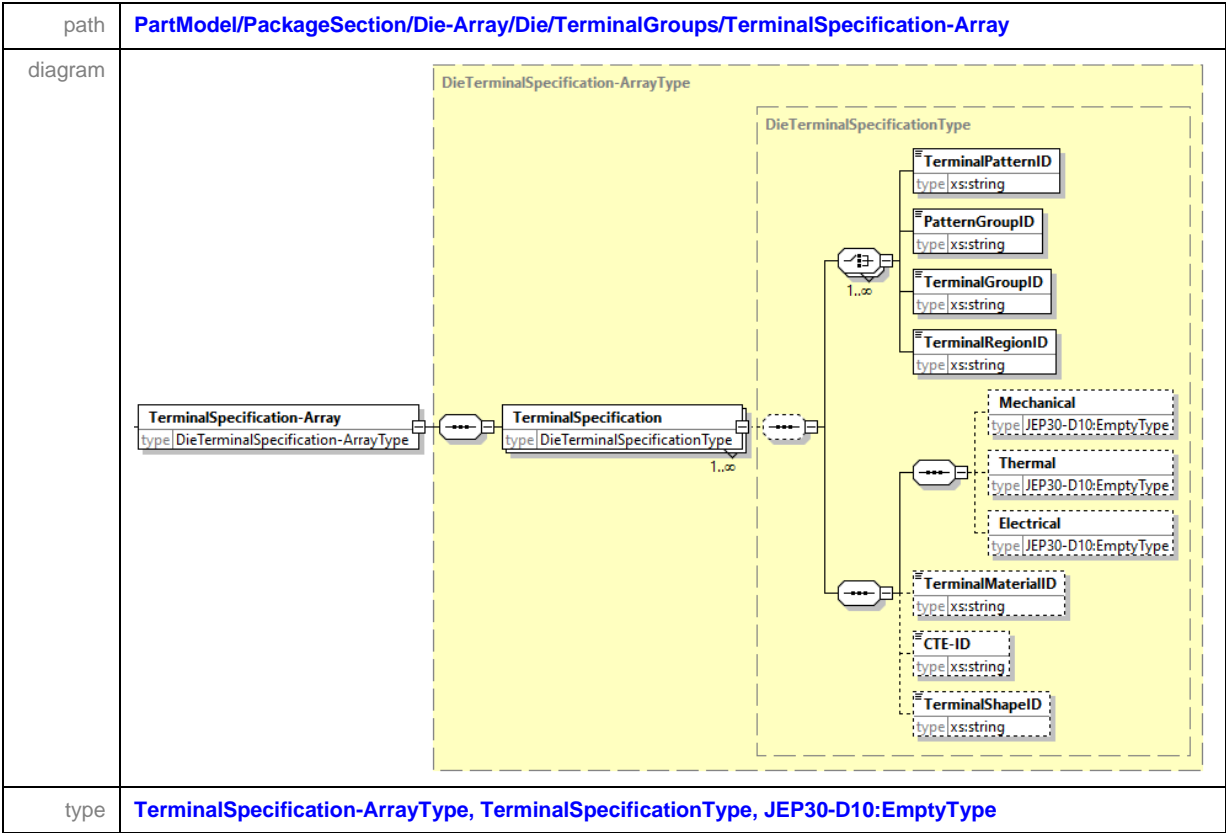 path
PartModel/PackageSection/Die-Array/Die/TerminalGroups/TerminalSpecification-Array
diagram
DieTerminalSpecification-ArrayType
DieTerminalSpecificationType
TerminalPatternID
type xs:string
PatternGroupID
type xs:string
1..∞
TerminalGroupID
type xs:string
TerminalRegionID
type xs:string
TerminalSpecification-Array
type DieTerminalSpecification-ArrayType
TerminalSpecification
type DieTerminalSpecificationType
1..∞
Mechanical
type JEP30-D10:EmptyType
Thermal
type JEP30-D10:EmptyType
Electrical
type JEP30-D10:EmptyType
TerminalMaterialID
type xs:string
CTE-ID
type xs:string
TerminalShapeID
type xs:string
type
TerminalSpecification-ArrayType, TerminalSpecificationType, JEP30-D10:EmptyType